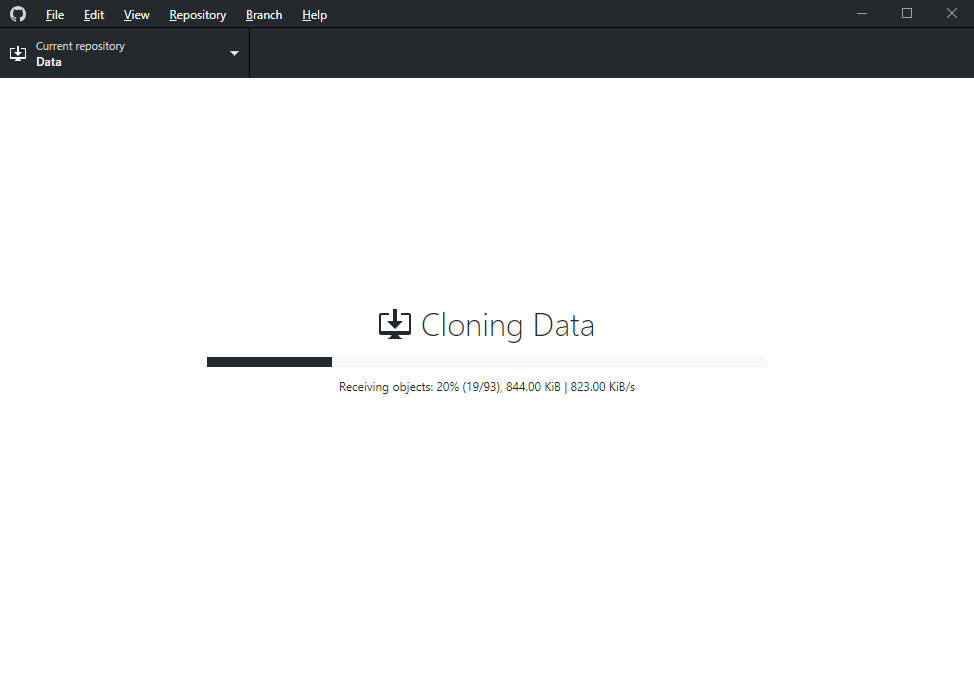 File Edit View Repository Branch Help
Current repository
Data
Cloning Data
Receiving objects: 20% (19/93), 844.00 KiB | 823.00 KiB/s